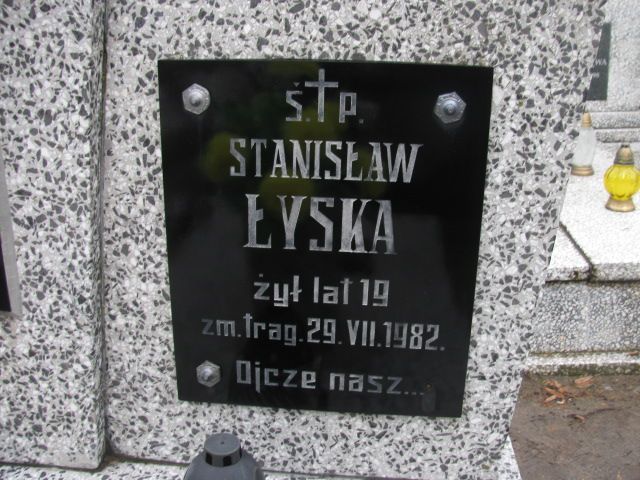 Ś.†P.
STANISŁAW
ŁYSKA
żył lat 19
zm. trag. 29. VII. 1982.
Ojcze nasz...